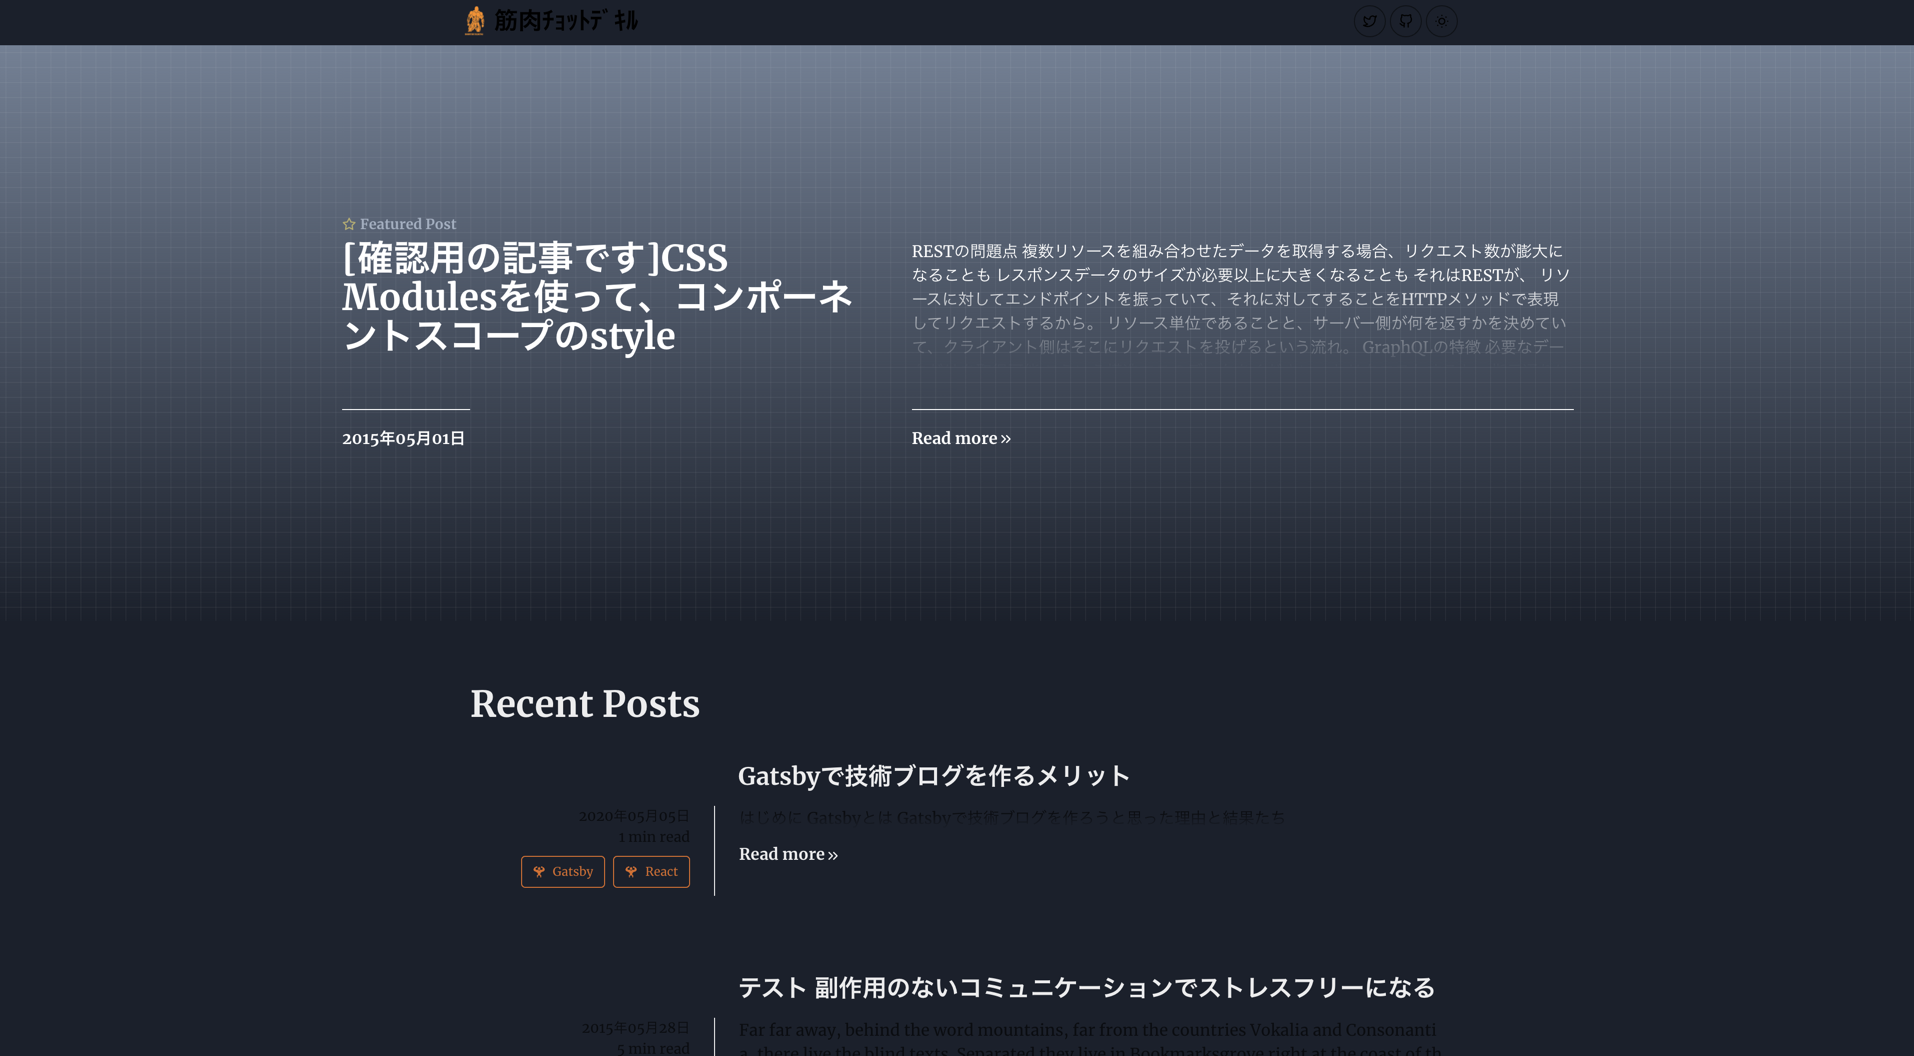 筋肉ﾁｮｯﾄﾃﾞｷﾙ
Featured Post
[確認用の記事です]CSS
Modulesを使って、コンポーネ
ントスコープのstyle
2015年05月01日
RESTの問題点 複数リソースを組み合わせたデータを取得する場合、リクエスト数が膨大に
なることも レスポンスデータのサイズが必要以上に大きくなることも それはRESTが、 リソ
ースに対してエンドポイントを振っていて、それに対してすることをHTTPメソッドで表現
してリクエストするから。 リソース単位であることと、サーバー側が何を返すかを決めてい
て、クライアント側はそこにリクエストを投げるという流れ。 GraphQLの特徴 必要なデー
Read more
Recent Posts
Gatsbyで技術ブログを作るメリット
2020年05月05日
1 min read
Gatsby
React
はじめに Gatsbyとは Gatsbyで技術ブログを作ろうと思った理由と結果たち
Read more
テスト 副作用のないコミュニケーションでストレスフリーになる
2015年05月28日
5 min read
Far far away, behind the word mountains, far from the countries Vokalia and Consonanti
a, there live the blind texts. Separated they live in Bookmarksgrove right at the coast of th